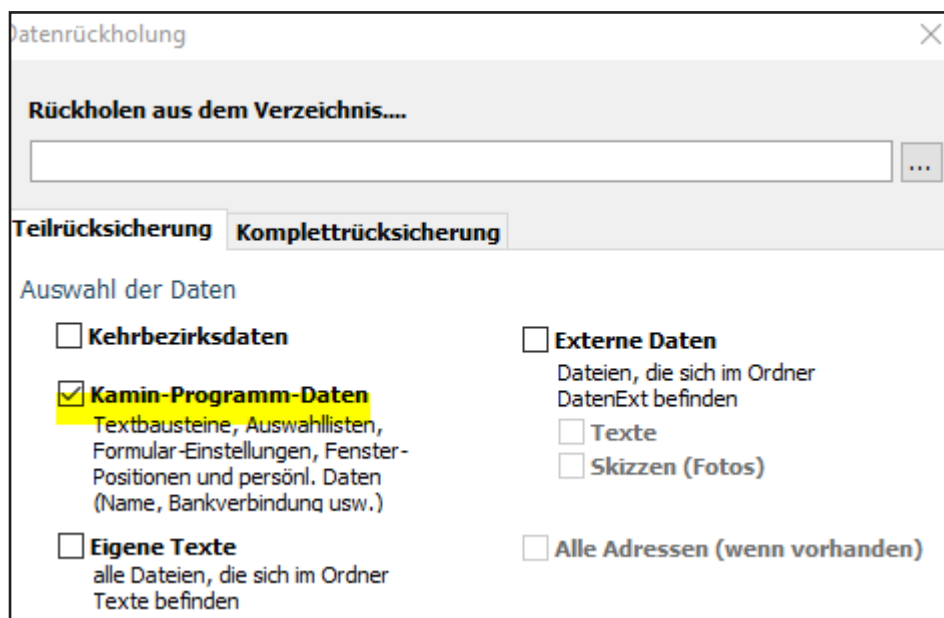 Datenrückholung
Rückholen aus dem Verzeichnis....
...
Teilrücksicherung
Komplettrücksicherung
Auswahl der Daten
Kehrbezirksdaten
Kamin-Programm-Daten
Textbausteine, Auswahllisten,
Formular-Einstellungen, Fenster-
Positionen und persönl. Daten
(Name, Bankverbindung usw.)
Eigene Texte
alle Dateien, die sich im Ordner
Texte befinden
Externe Daten
Dateien, die sich im Ordner
DatenExt befinden
Texte
Skizzen (Fotos)
Alle Adressen (wenn vorhanden)